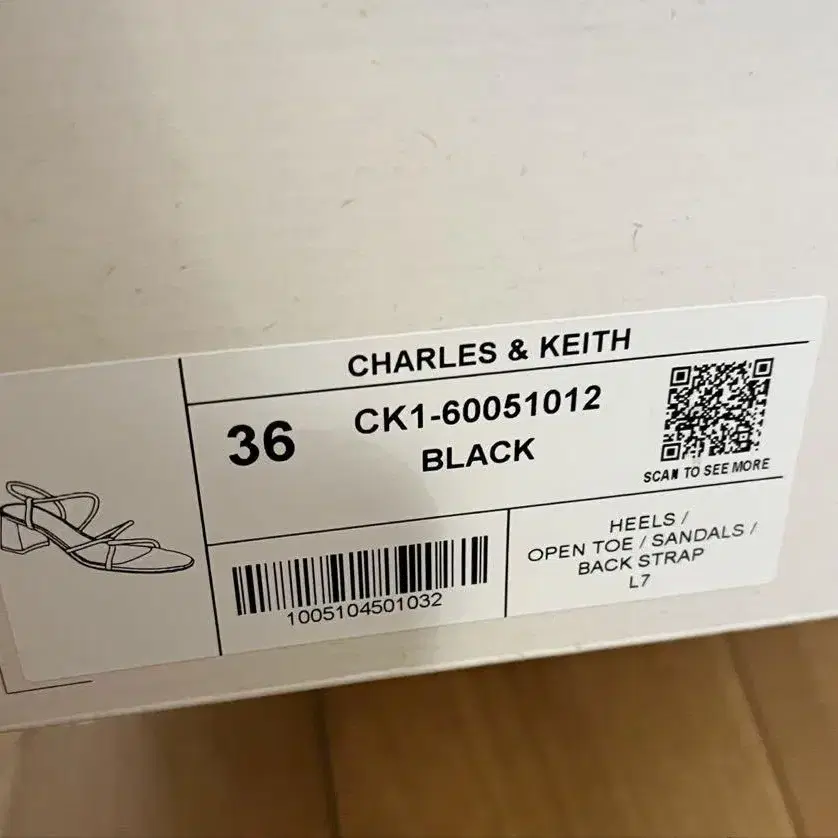 CHARLES & KEITH
36
CK1-60051012
BLACK
SCAN TO SEE MORE
1005104501032
HEELS /
OPEN TOE / SANDALS /
BACK STRAP
L7